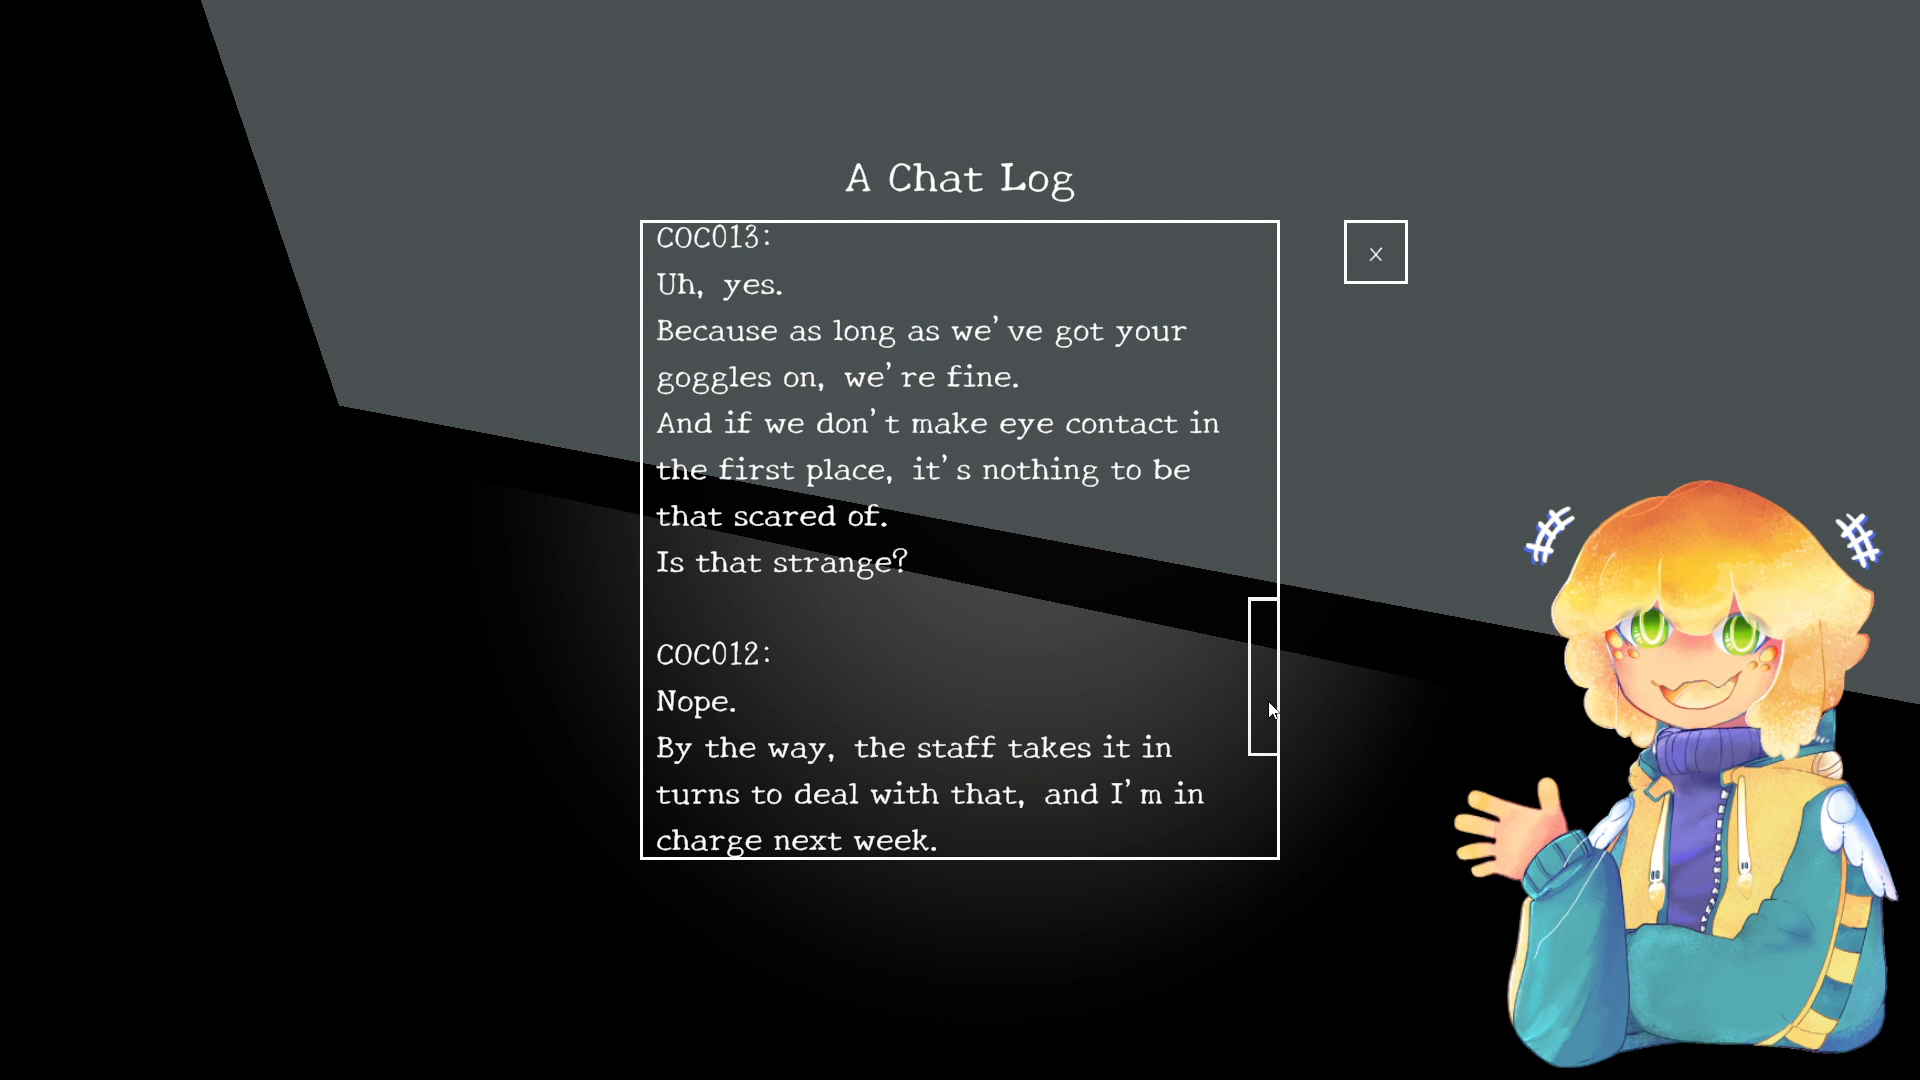 A Chat Log
x
COC013:
Uh, yes.
Because as long as we've got your
goggles on, we're fine.
And if we don't make eye contact in
the first place, it's nothing to be
that scared of.
Is that strange?
COC012:
Nope.
By the way, the staff takes it in
turns to deal with that, and I'm in
charge next week.